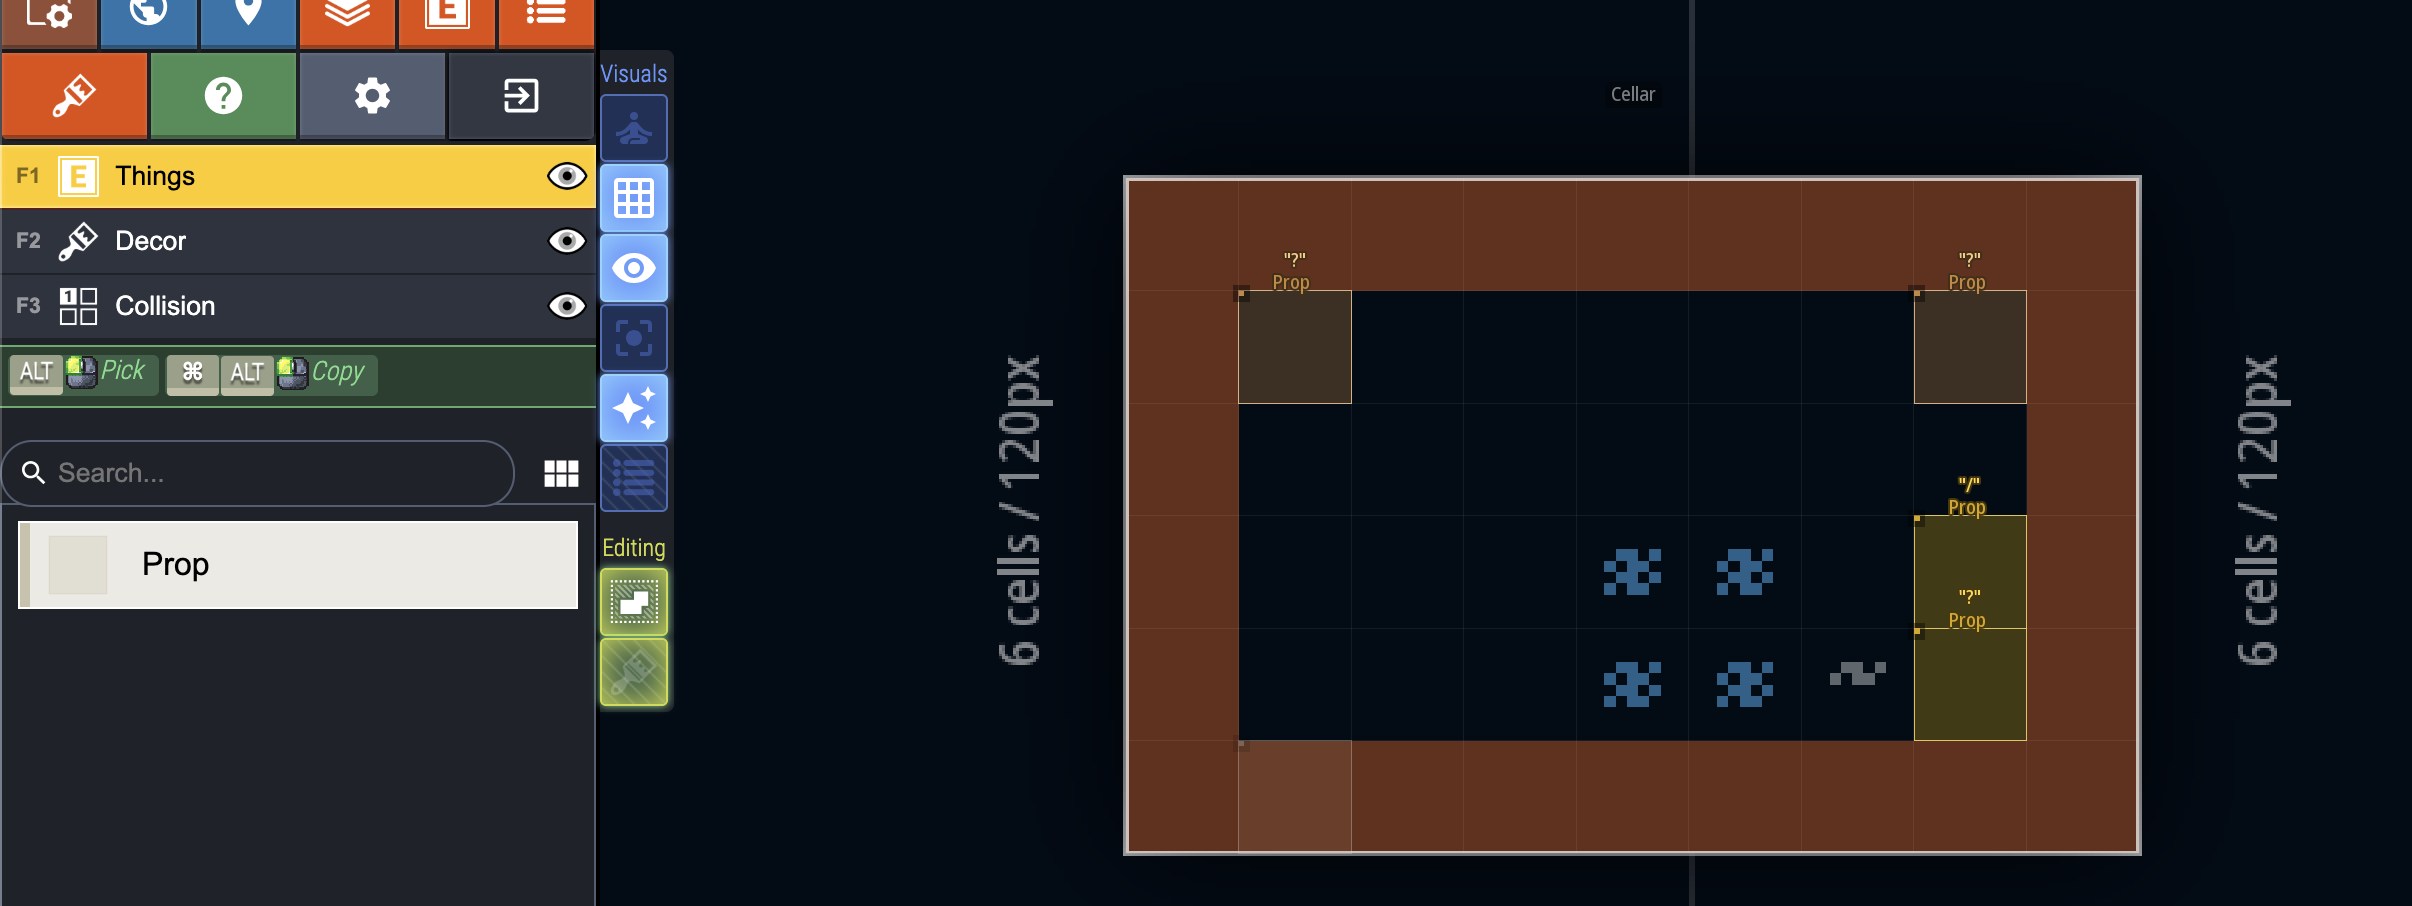 E
?
F1 E Things
F2 Decor
F3 1 Collision
ALT Pick ⌘ ALT Copy
Search...
Prop
Visuals
Editing
Cellar
6 cells / 120px
"?"
Prop
"?"
Prop
"/"
Prop
"?"
Prop
6 cells / 120px